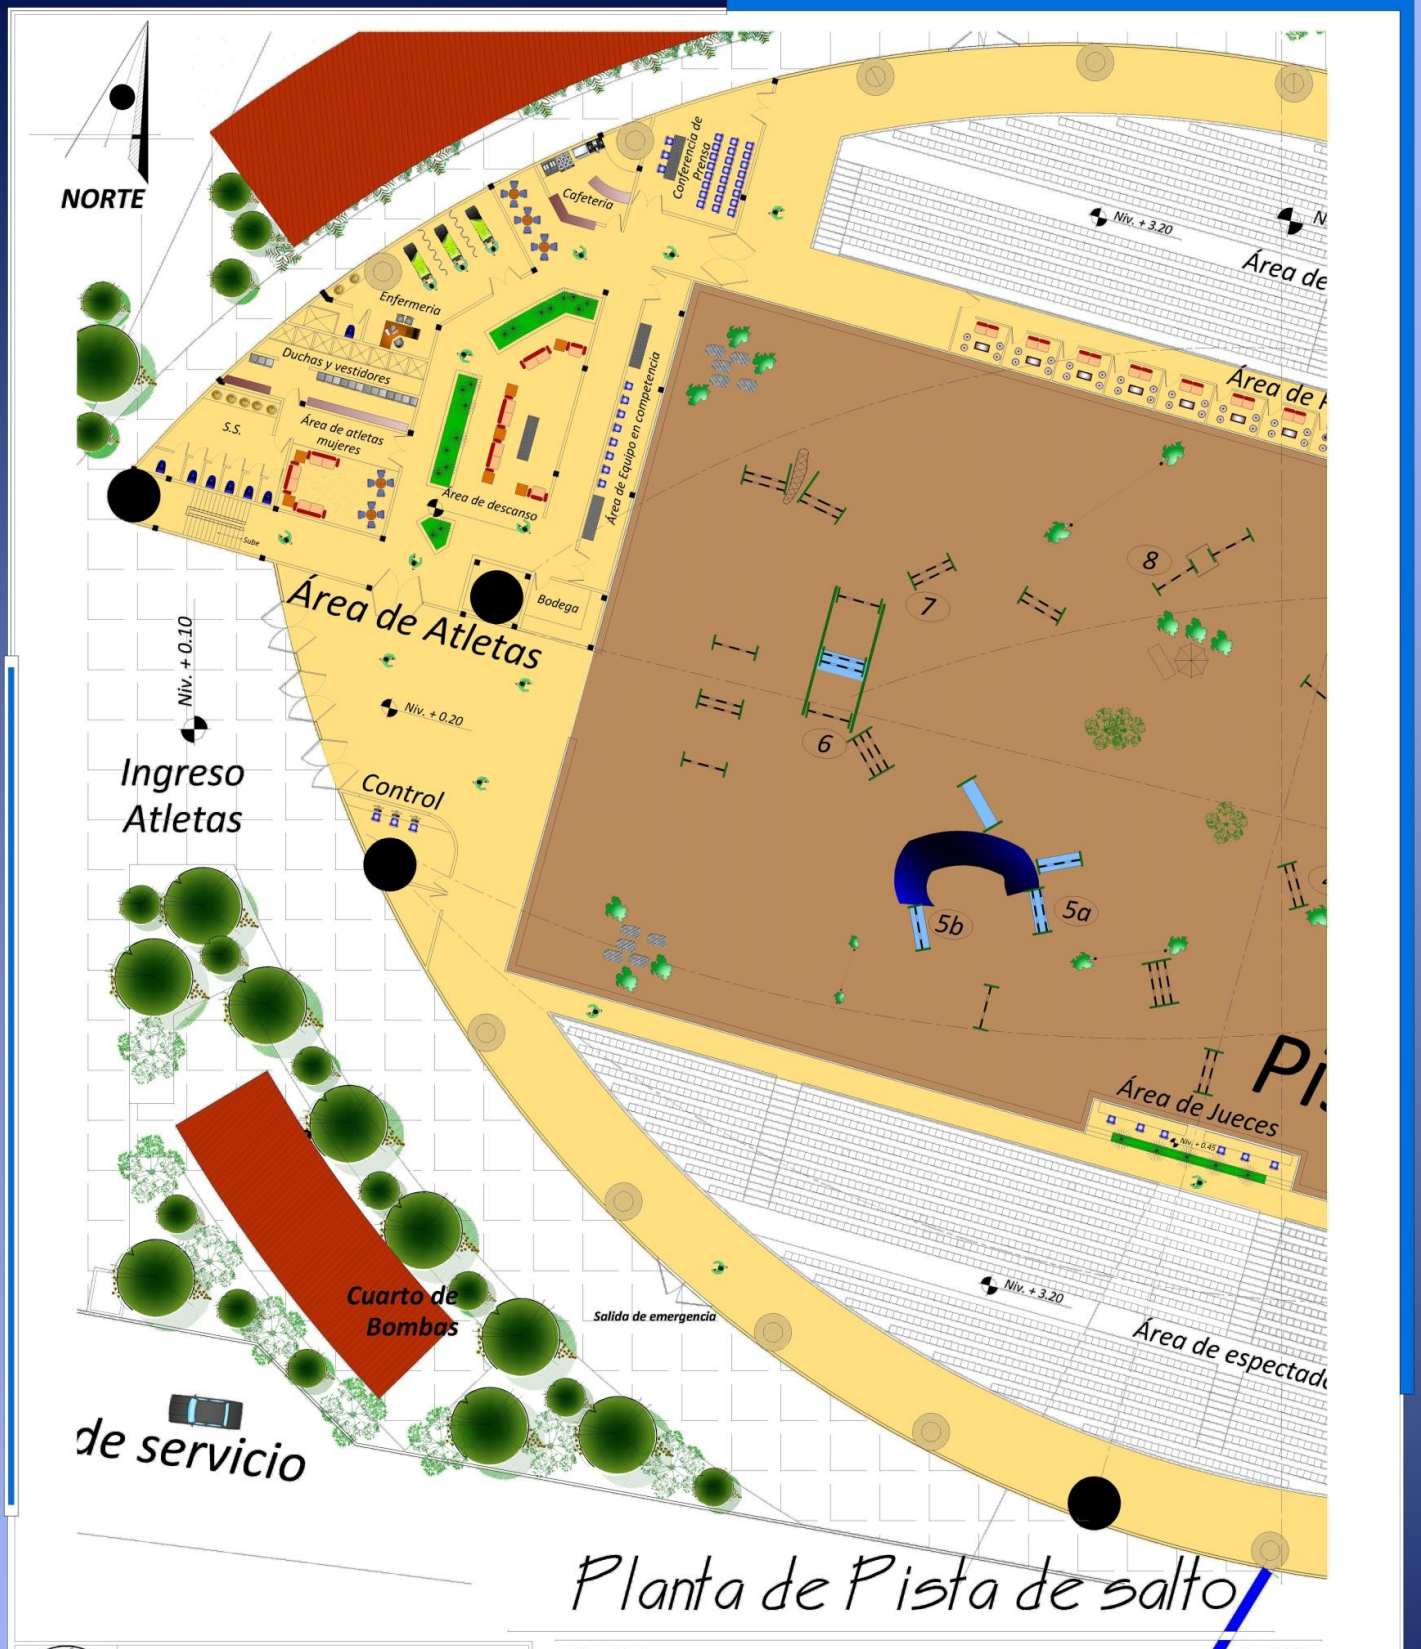 NORTE
Conferencia de
Prensa
Cafetería
Niv. + 3.20
N
Área de
Enfermeria
Duchas y vestidores
Área de
S.S.
Área de atletas
mujeres
Área de Equipo en competencia
Área de descanso
Sube
8
7
Área de Atletas
Bodega
Niv. + 0.10
Niv. + 0.20
6
Ingreso
Atletas
Control
5a
5b
Pis
Área de Jueces
Niv. + 0.45
Cuarto de
Bombas
Salida de emergencia
Niv. + 3.20
Área de espectad
de servicio
Planta de Pista de salto